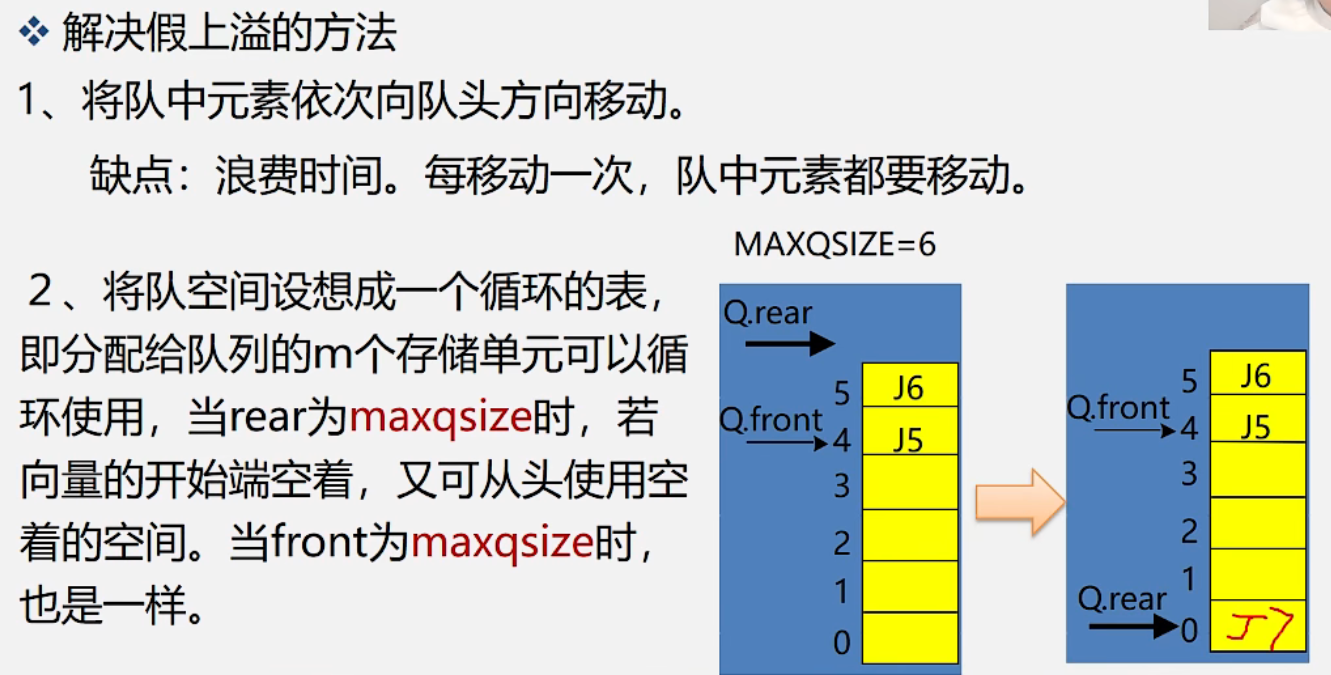 ❖ 解决假上溢的方法
1、将队中元素依次向队头方向移动。
缺点：浪费时间。每移动一次，队中元素都要移动。
2、将队空间设想成一个循环的表，
即分配给队列的m个存储单元可以循
环使用，当rear为maxqsize时，若
向量的开始端空着，又可从头使用空
着的空间。当front为maxqsize时，
也是一样。
MAXQSIZE=6
Q.rear
5 J6
Q.front
4 J5
3
2
1
0
5 J6
Q.front
4 J5
3
2
1
Q.rear
0 J7